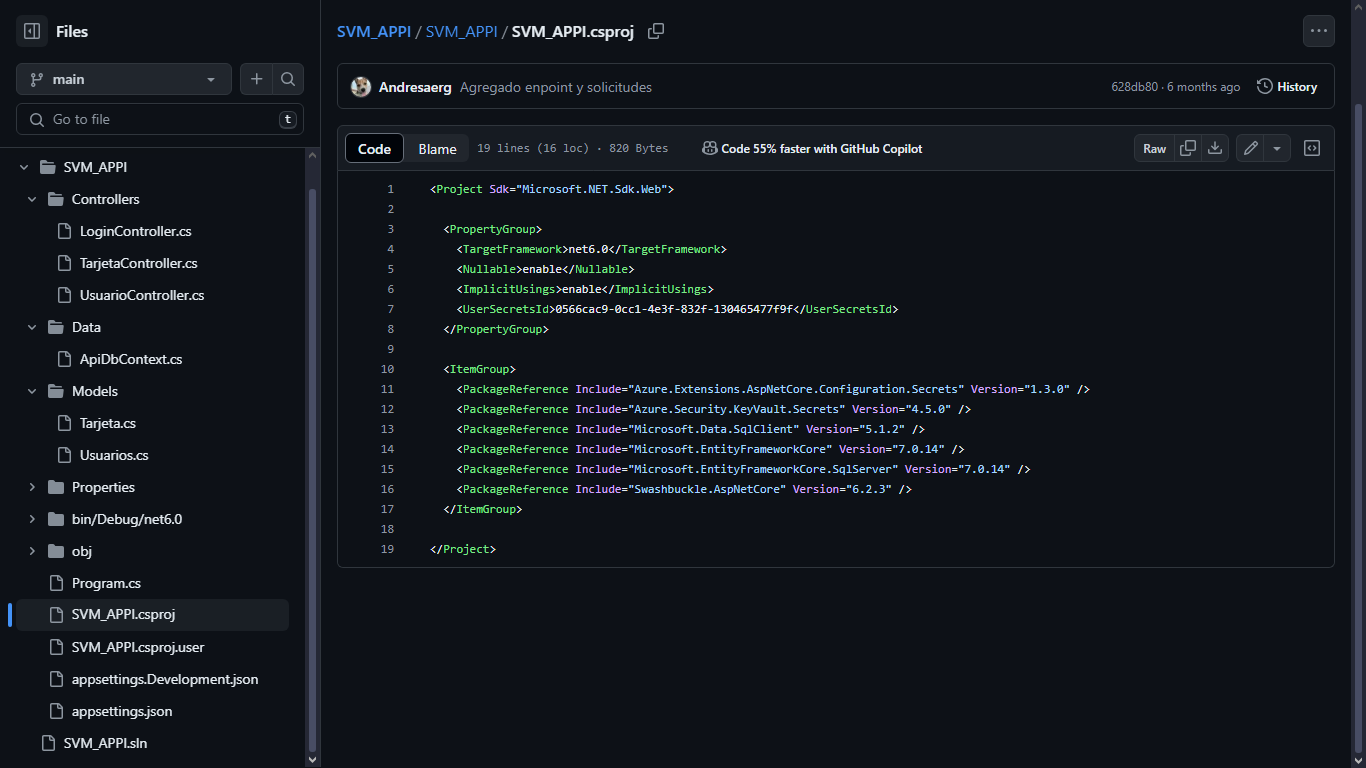 Files
main
Go to file
t
SVM_APPI
Controllers
LoginController.cs
TarjetaController.cs
UsuarioController.cs
Data
ApiDbContext.cs
Models
Tarjeta.cs
Usuarios.cs
Properties
bin/Debug/net6.0
obj
Program.cs
SVM_APPI.csproj
SVM_APPI.csproj.user
appsettings.Development.json
appsettings.json
SVM_APPI.sln
SVM_APPI / SVM_APPI / SVM_APPI.csproj
Andresaerg Agregado enpoint y solicitudes 628db80 · 6 months ago History
Code Blame 19 lines (16 loc) · 820 Bytes Code 55% faster with GitHub Copilot Raw
1 <Project Sdk="Microsoft.NET.Sdk.Web">
2
3 <PropertyGroup>
4 <TargetFramework>net6.0</TargetFramework>
5 <Nullable>enable</Nullable>
6 <ImplicitUsings>enable</ImplicitUsings>
7 <UserSecretsId>0566cac9-0cc1-4e3f-832f-130465477f9f</UserSecretsId>
8 </PropertyGroup>
9
10 <ItemGroup>
11 <PackageReference Include="Azure.Extensions.AspNetCore.Configuration.Secrets" Version="1.3.0" />
12 <PackageReference Include="Azure.Security.KeyVault.Secrets" Version="4.5.0" />
13 <PackageReference Include="Microsoft.Data.SqlClient" Version="5.1.2" />
14 <PackageReference Include="Microsoft.EntityFrameworkCore" Version="7.0.14" />
15 <PackageReference Include="Microsoft.EntityFrameworkCore.SqlServer" Version="7.0.14" />
16 <PackageReference Include="Swashbuckle.AspNetCore" Version="6.2.3" />
17 </ItemGroup>
18
19 </Project>